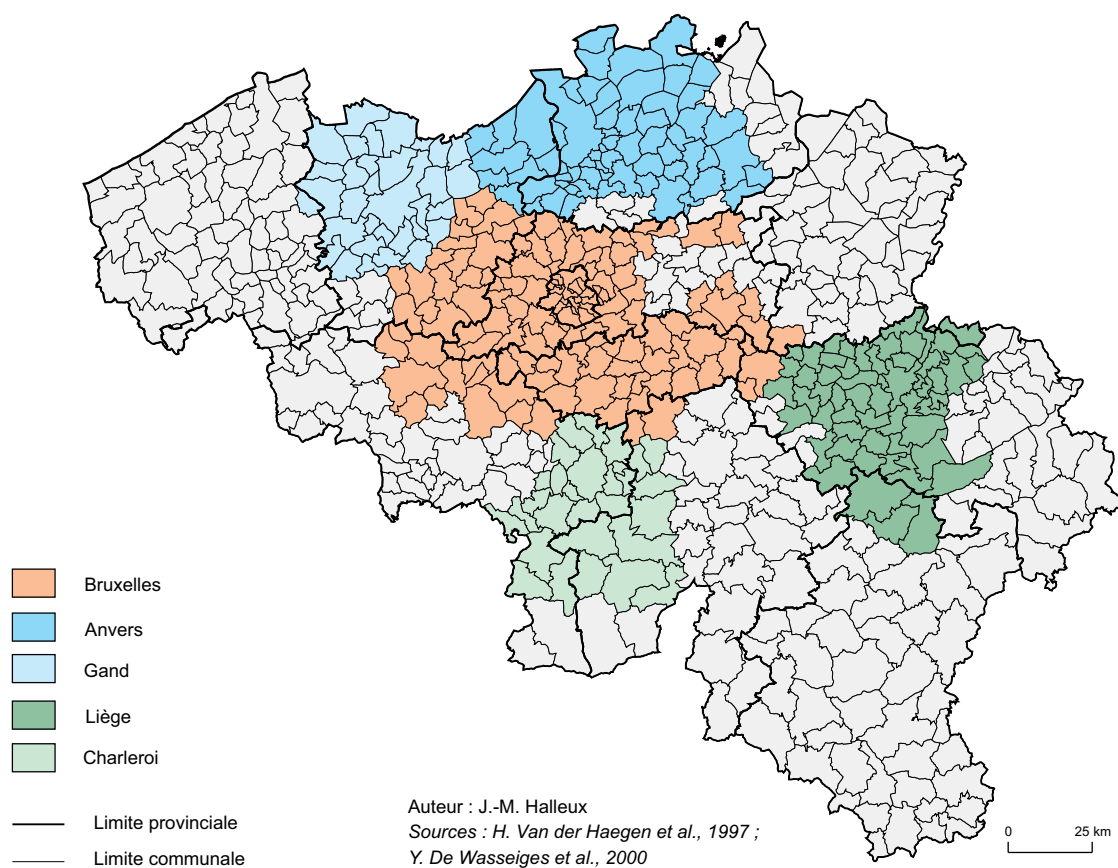 Bruxelles
Anvers
Gand
Liège
Charleroi
Limite provinciale
Limite communale
Auteur : J.-M. Halleux
Sources : H. Van der Haegen et al., 1997 ;
Y. De Wasseiges et al., 2000
0 25 km